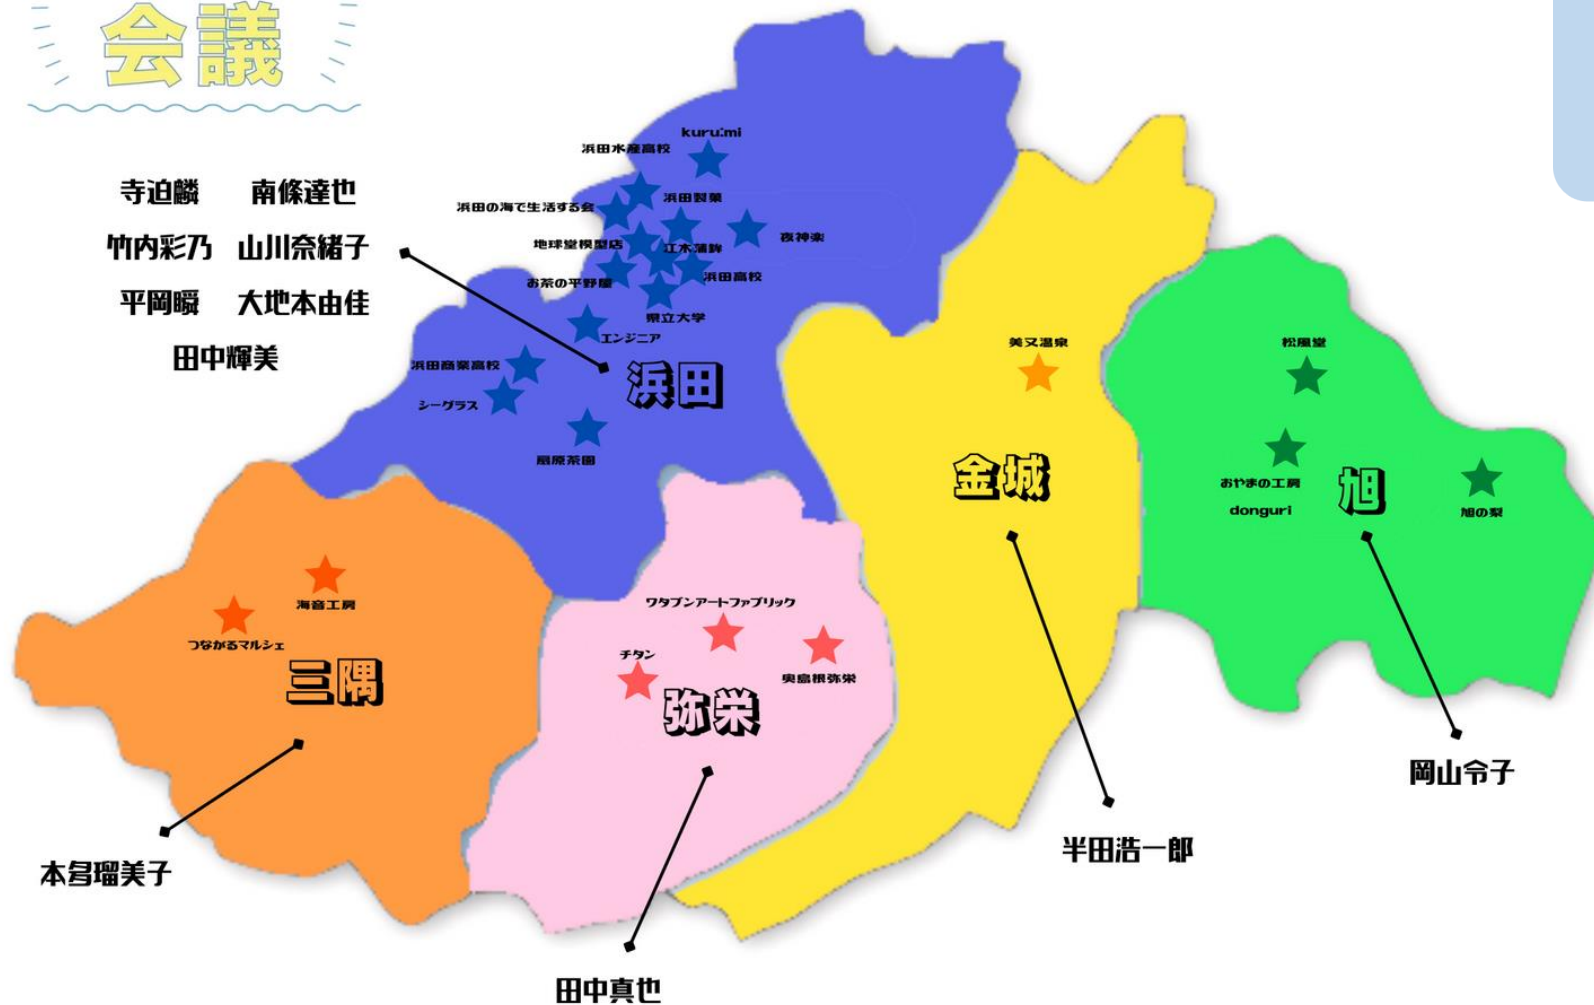 会議
kuru:mi
浜田水産高校
寺迫麟 南條達也
浜田製菓
浜田の海で生活する会
夜神楽
地球堂模型店
江木蒲鉾
竹内彩乃 山川奈緒子
浜田高校
お茶の平野屋
平岡瞬 大地本由佳
県立大学
エンジニア
美又温泉
松風堂
田中輝美
浜田商業高校
浜田
シーグラス
凬原茶園
金城
おやまの工房
donguri
旭
旭の梨
海音工房
ワタブンアートファブリック
つながるマルシェ
チタン
奥島根弥栄
三隅
弥栄
岡山令子
半田浩一郎
本多瑠美子
田中真也